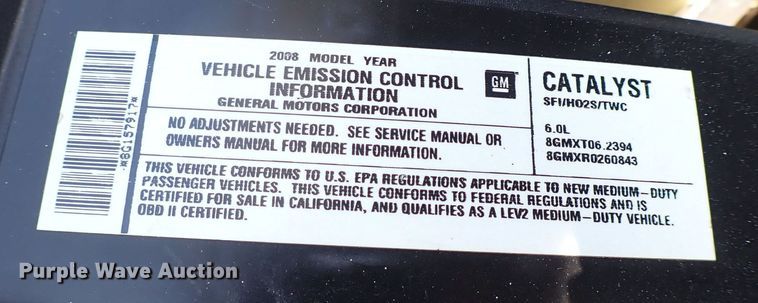 *8G157917*
2008 MODEL YEAR
VEHICLE EMISSION CONTROL
INFORMATION
GENERAL MOTORS CORPORATION
GM
NO ADJUSTMENTS NEEDED. SEE SERVICE MANUAL OR
OWNERS MANUAL FOR MORE INFORMATION.
CATALYST
SFI/HO2S/TWC
6.0L
8GMXT06.2394
8GMXR0260843
THIS VEHICLE CONFORMS TO U.S. EPA REGULATIONS APPLICABLE TO NEW MEDIUM-DUTY
PASSENGER VEHICLES. THIS VEHICLE CONFORMS TO FEDERAL REGULATIONS AND IS
CERTIFIED FOR SALE IN CALIFORNIA, AND QUALIFIES AS A LEV2 MEDIUM-DUTY VEHICLE.
OBD II CERTIFIED.
Purple Wave Auction